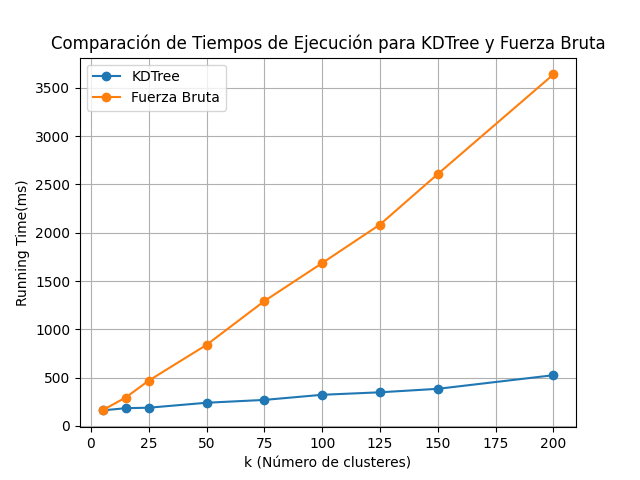 Comparación de Tiempos de Ejecución para KDTree y Fuerza Bruta
KDTree
Fuerza Bruta
Running Time(ms)
3500
3000
2500
2000
1500
1000
500
0
0 25 50 75 100 125 150 175 200
k (Número de clusteres)